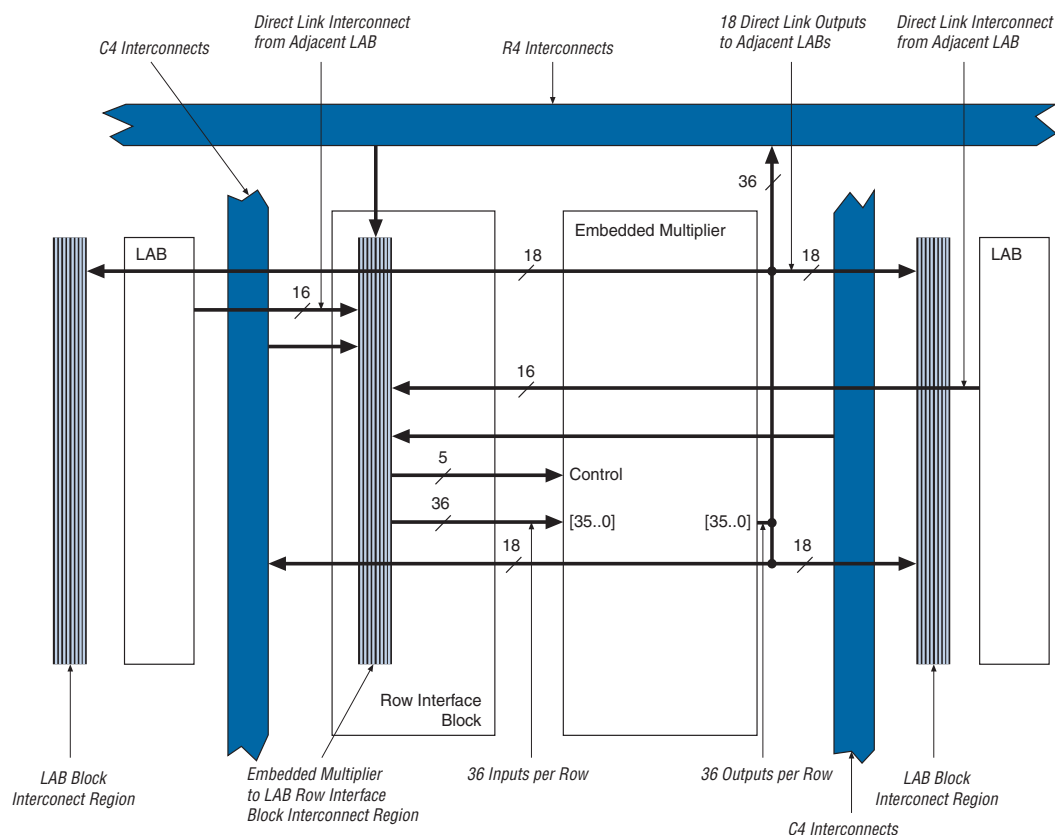 Direct Link Interconnect
from Adjacent LAB
18 Direct Link Outputs
to Adjacent LABs
Direct Link Interconnect
from Adjacent LAB
C4 Interconnects
R4 Interconnects
36
LAB
Embedded Multiplier
LAB
18
18
16
16
5
Control
36
[35..0]
[35..0]
18
18
Row Interface
Block
LAB Block
Interconect Region
Embedded Multiplier
to LAB Row Interface
Block Interconnect Region
36 Inputs per Row
36 Outputs per Row
LAB Block
Interconect Region
C4 Interconnects